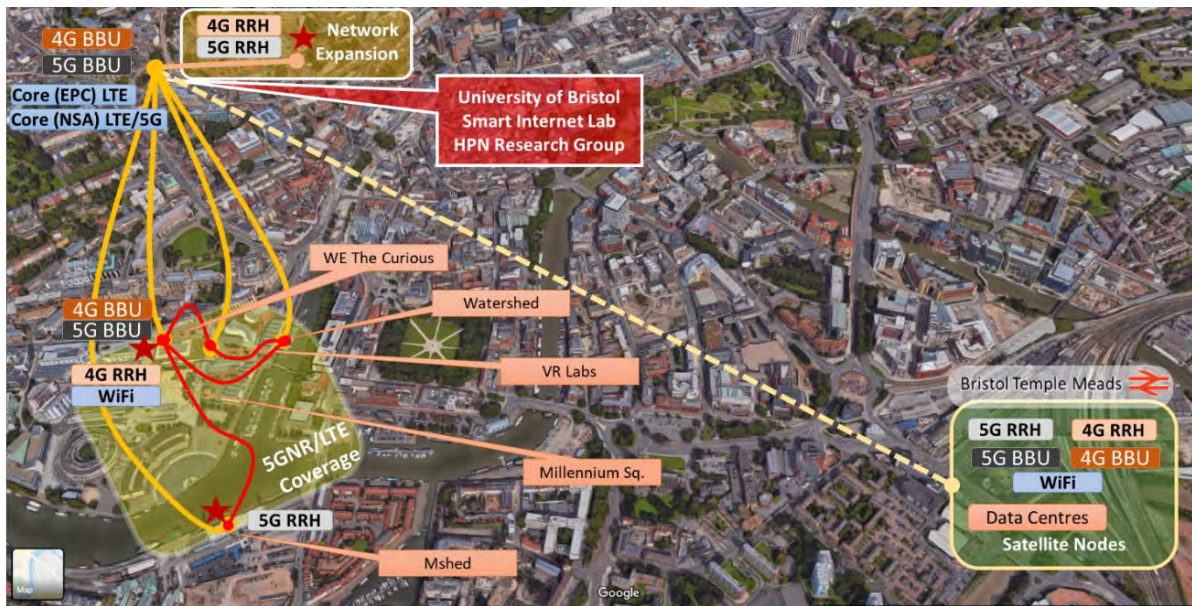 4G BBU
5G BBU
Core (EPC) LTE
Core (NSA) LTE/5G
4G RRH
5G RRH
Network
Expansion
University of Bristol
Smart Internet Lab
HPN Research Group
WE The Curious
Watershed
VR Labs
Millennium Sq.
Mshed
4G BBU
5G BBU
4G RRH
WiFi
5GNR/LTE
Coverage
5G RRH
Bristol Temple Meads
5G RRH
4G RRH
5G BBU
4G BBU
WiFi
Data Centres
Satellite Nodes
Map
Google